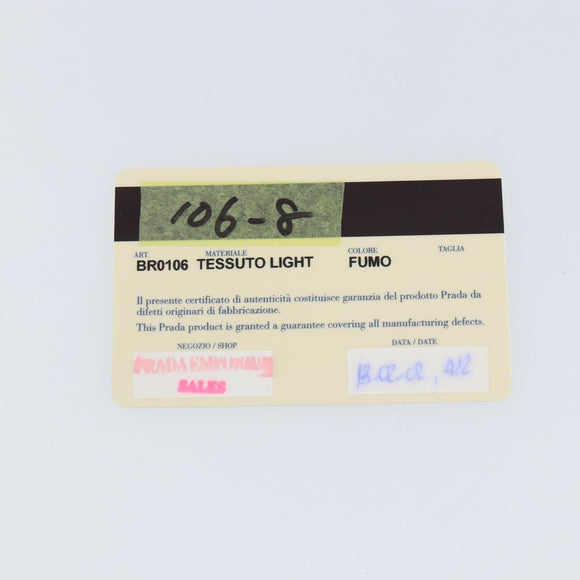 106-8
ART. MATERIALE COLORE TAGLIA
BR0106 TESSUTO LIGHT FUMO
Il presente certificato di autenticità costituisce garanzia del prodotto Prada da
difetti originari di fabbricazione.
This Prada product is granted a guarantee covering all manufacturing defects.
NEGOZIO / SHOP DATA / DATE
PRADA EMPORIUM
SALES